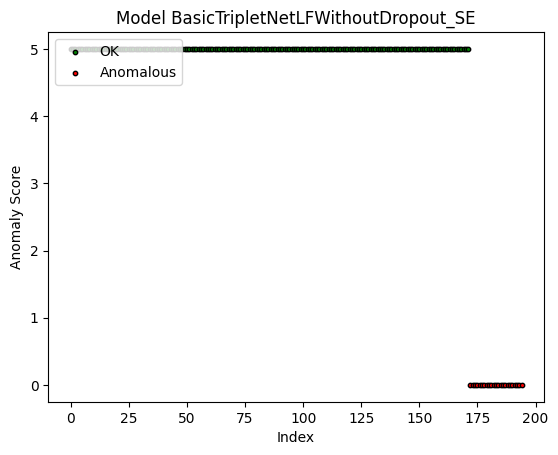 Model BasicTripletNetLFWithoutDropout_SE
OK
Anomalous
Anomaly Score
5
4
3
2
1
0
0 25 50 75 100 125 150 175 200
Index